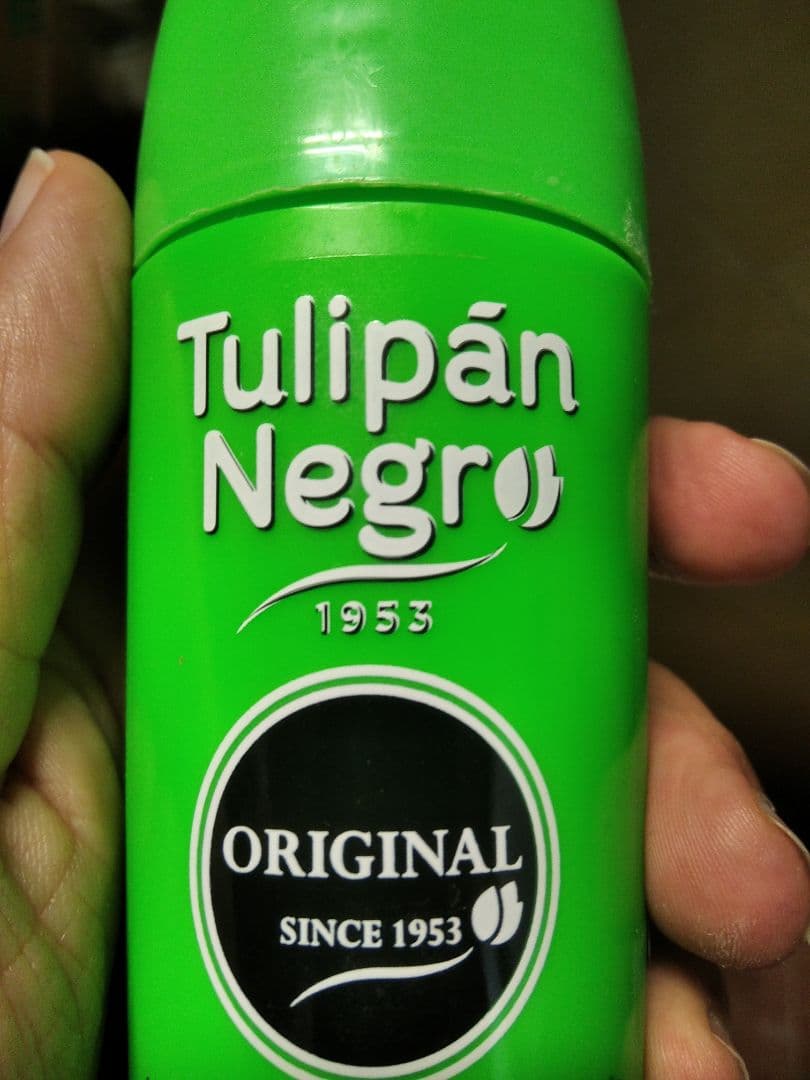 Tulipán
Negro
1953
ORIGINAL
SINCE 1953